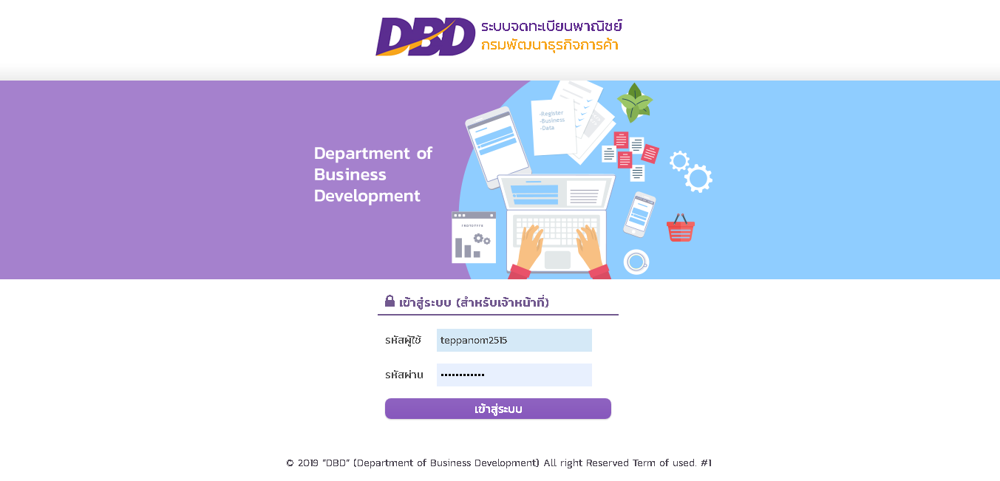 DBD
ระบบจดทะเบียนพาณิชย์
กรมพัฒนาธุรกิจการค้า
-Register
-Business
-Data
Department of
Business
Development
PROTOTYPE
เข้าสู่ระบบ (สำหรับเจ้าหน้าที่)
รหัสผู้ใช้ teppanom2515
รหัสผ่าน ••••••••••••
เข้าสู่ระบบ
© 2019 "DBD" (Department of Business Development) All right Reserved Term of used. #1